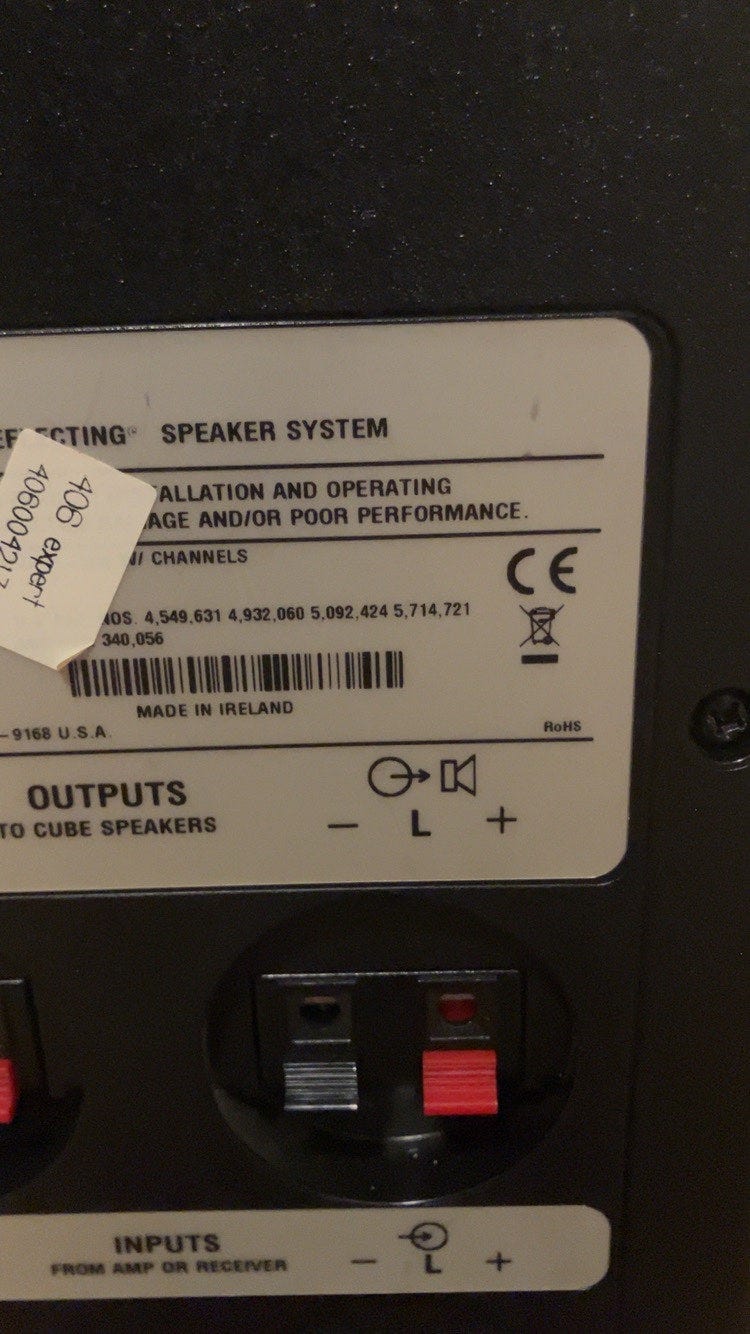 EFLECTING® SPEAKER SYSTEM
TALLATION AND OPERATING
AGE AND/OR POOR PERFORMANCE.
W/ CHANNELS
NOS. 4,549,631 4,932,060 5,092,424 5,714,721
340,056
MADE IN IRELAND
-9168 U.S.A.
RoHS
CE
406 expert
OUTPUTS
TO CUBE SPEAKERS
− L +
INPUTS
FROM AMP OR RECEIVER
− L +